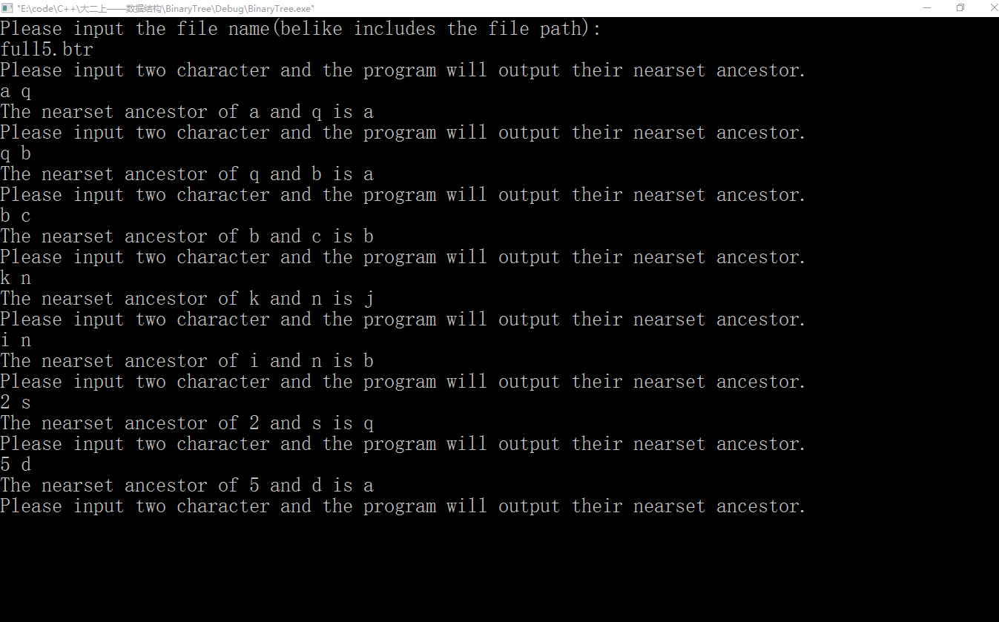 "E:\code\C++\大二上——数据结构\BinaryTree\Debug\BinaryTree.exe"
Please input the file name(belike includes the file path):
full5.btr
Please input two character and the program will output their nearset ancestor.
a q
The nearset ancestor of a and q is a
Please input two character and the program will output their nearset ancestor.
q b
The nearset ancestor of q and b is a
Please input two character and the program will output their nearset ancestor.
b c
The nearset ancestor of b and c is b
Please input two character and the program will output their nearset ancestor.
k n
The nearset ancestor of k and n is j
Please input two character and the program will output their nearset ancestor.
i n
The nearset ancestor of i and n is b
Please input two character and the program will output their nearset ancestor.
2 s
The nearset ancestor of 2 and s is q
Please input two character and the program will output their nearset ancestor.
5 d
The nearset ancestor of 5 and d is a
Please input two character and the program will output their nearset ancestor.